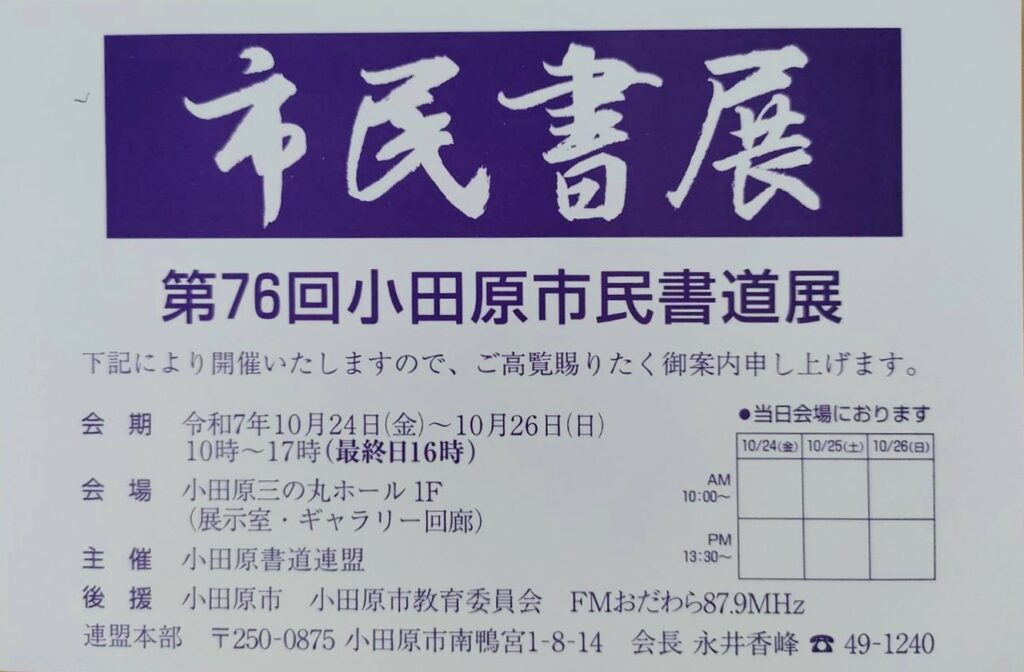 市民書展
第76回小田原市民書道展
下記により開催いたしますので、ご高覧賜りたく御案内申し上げます。
会 期 令和7年10月24日(金)～10月26日(日)
10時～17時(最終日16時)
会 場 小田原三の丸ホール 1F
(展示室・ギャラリー回廊)
主 催 小田原書道連盟
後 援 小田原市 小田原市教育委員会 FMおだわら87.9MHz
連盟本部 〒250-0875 小田原市南鴨宮1-8-14 会長 永井香峰 ☎ 49-1240
●当日会場におります
10/24(金) 10/25(土) 10/26(日)
AM
10:00～
PM
13:30～